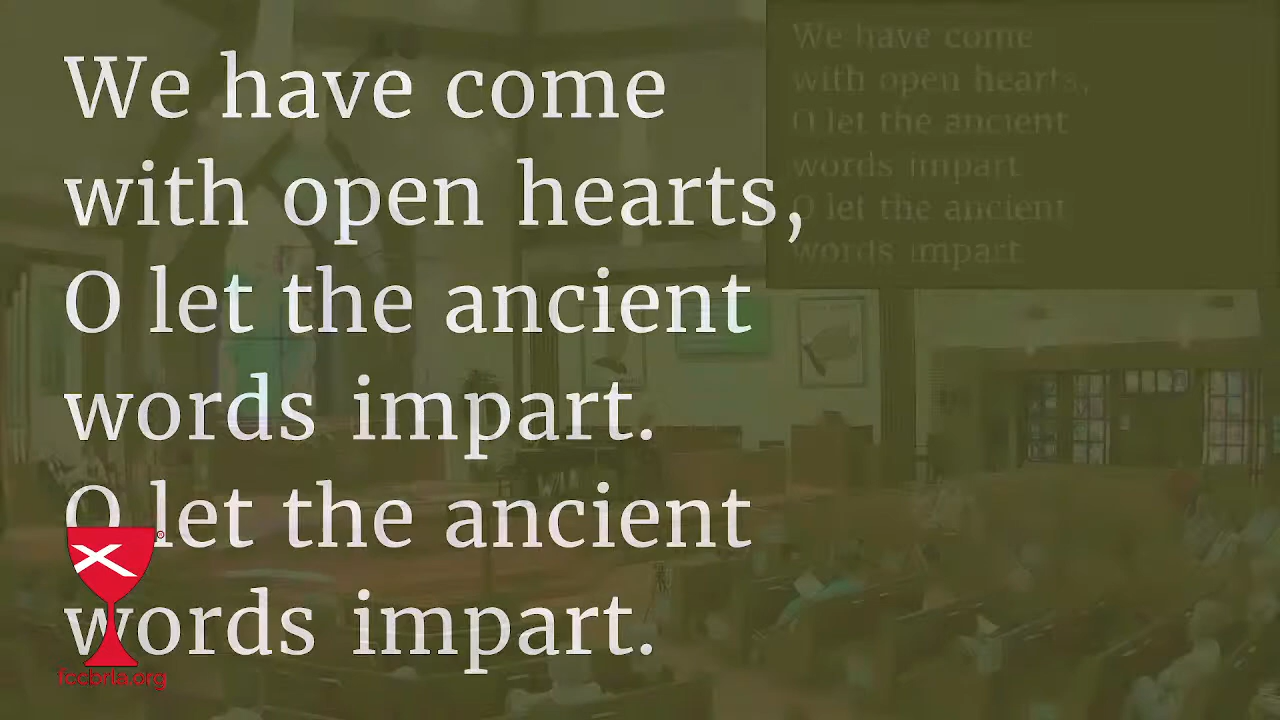 We have come
with open hearts,
O let the ancient
words impart.
O let the ancient
words impart.
We have come
with open hearts,
O let the ancient
words impart
O let the ancient
words impart
fccbrla.org